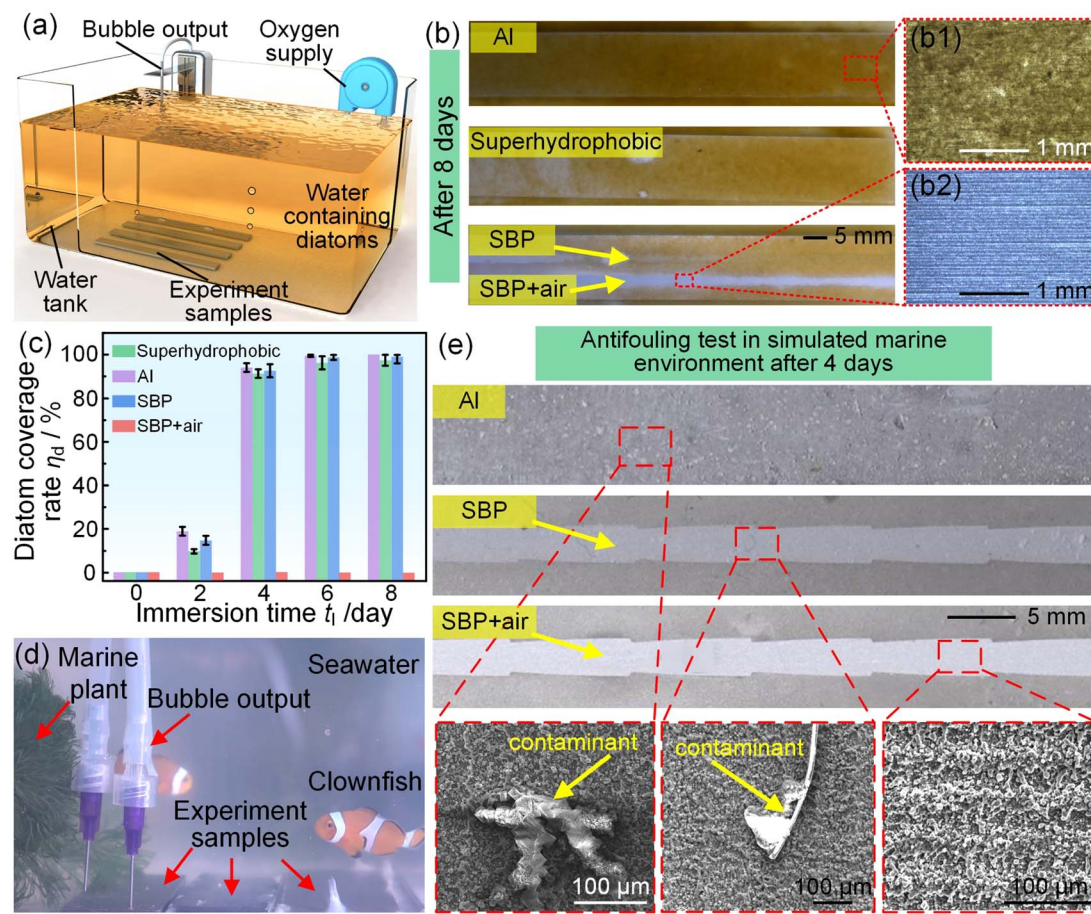 (a)
Bubble output
Oxygen
supply
Water
containing
diatoms
Water
tank
Experiment
samples
(b)
After 8 days
Al
Superhydrophobic
5 mm
SBP
SBP+air
(b1)
1 mm
(b2)
1 mm
(c)
Diatom coverage
rate ηd / %
100
80
60
40
20
0
Superhydrophobic
Al
SBP
SBP+air
0 2 4 6 8
Immersion time tI /day
(d)
Marine
plant
Seawater
Bubble output
Clownfish
Experiment
samples
(e)
Antifouling test in simulated marine
environment after 4 days
Al
SBP
SBP+air
5 mm
contaminant
100 μm
contaminant
100 μm
100 μm